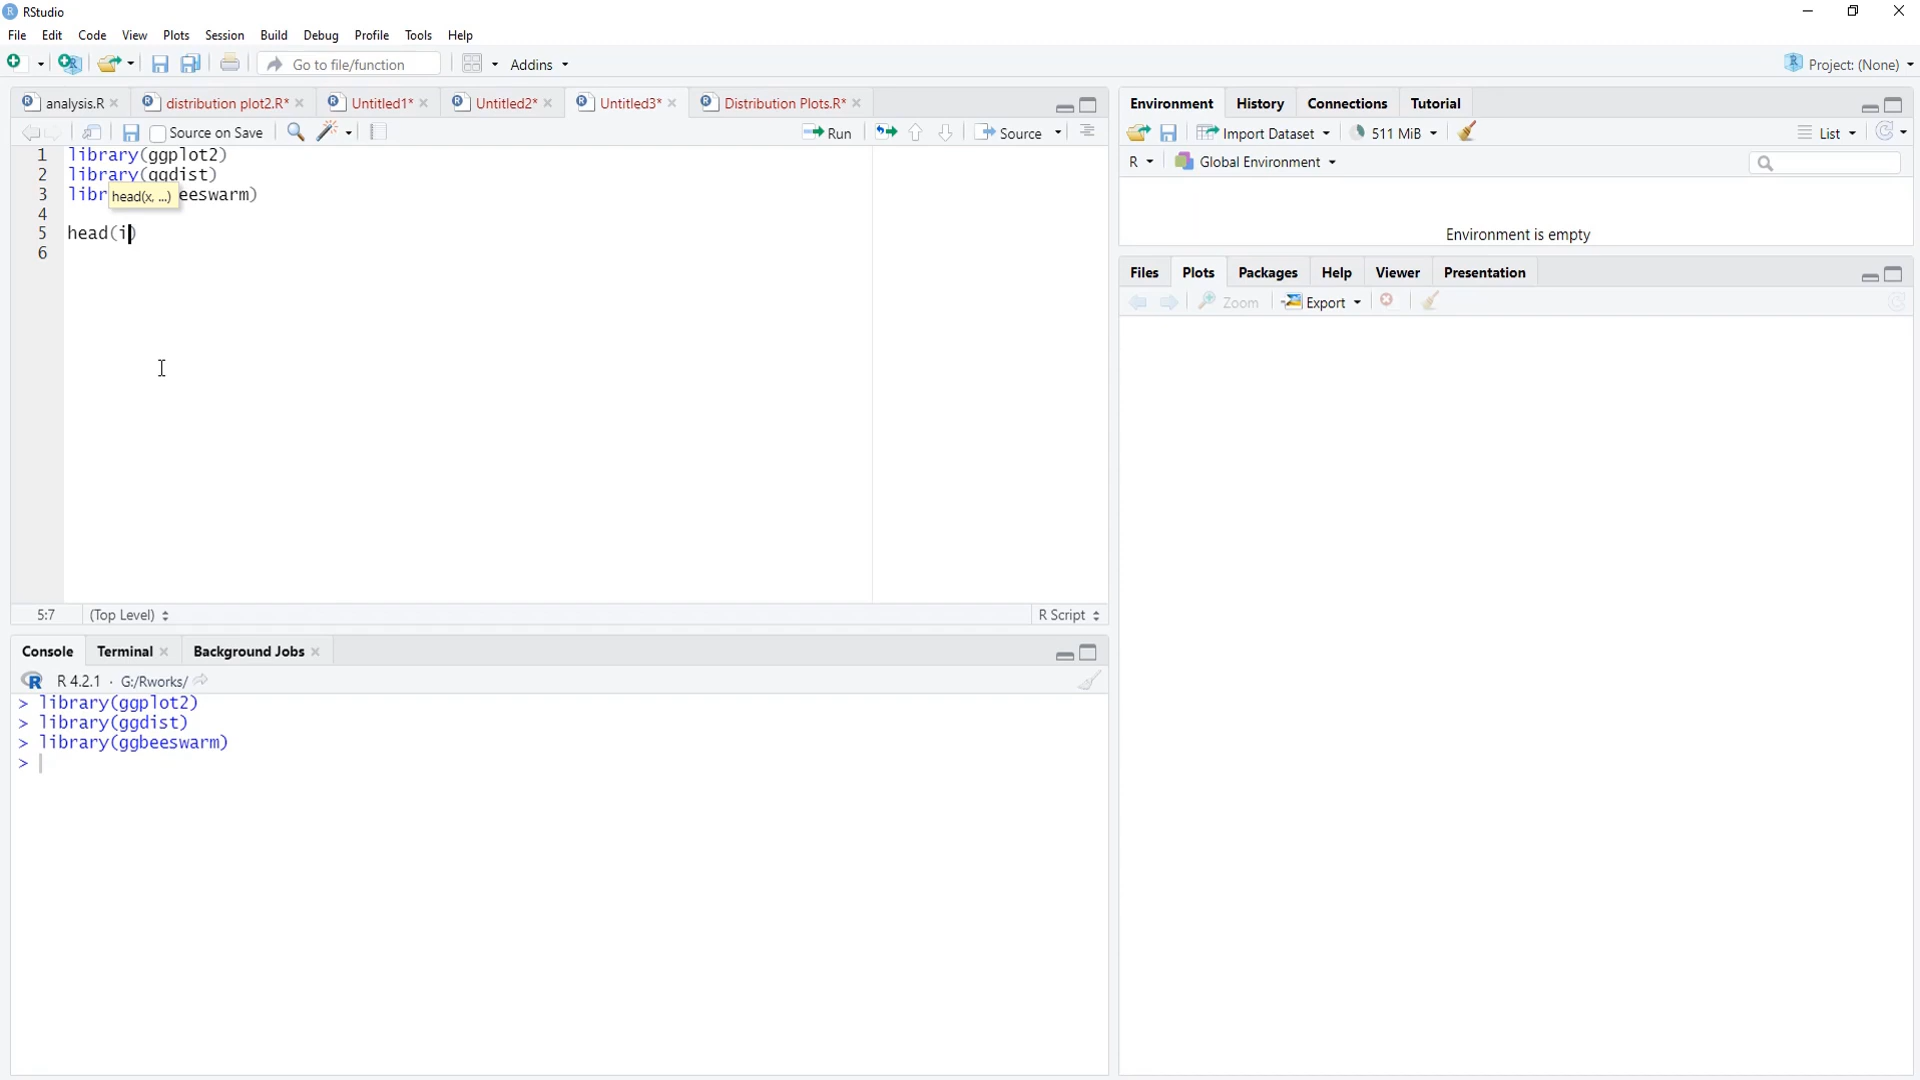 RStudio
File Edit Code View Plots Session Build Debug Profile Tools Help
Go to file/function Addins Project: (None)
analysis.R distribution plot2.R* Untitled1* Untitled2* Untitled3* Distribution Plots.R*
Source on Save Run Source
1 library(ggplot2)
2 library(ggdist)
3 libr eeswarm)
head(x, ...)
4
5 head(i)
6
5:7 (Top Level) R Script
Console Terminal Background Jobs
R 4.2.1 · G:/Rworks/
> library(ggplot2)
> library(ggdist)
> library(ggbeeswarm)
>
Environment History Connections Tutorial
Import Dataset 511 MiB List
R Global Environment
Environment is empty
Files Plots Packages Help Viewer Presentation
Zoom Export